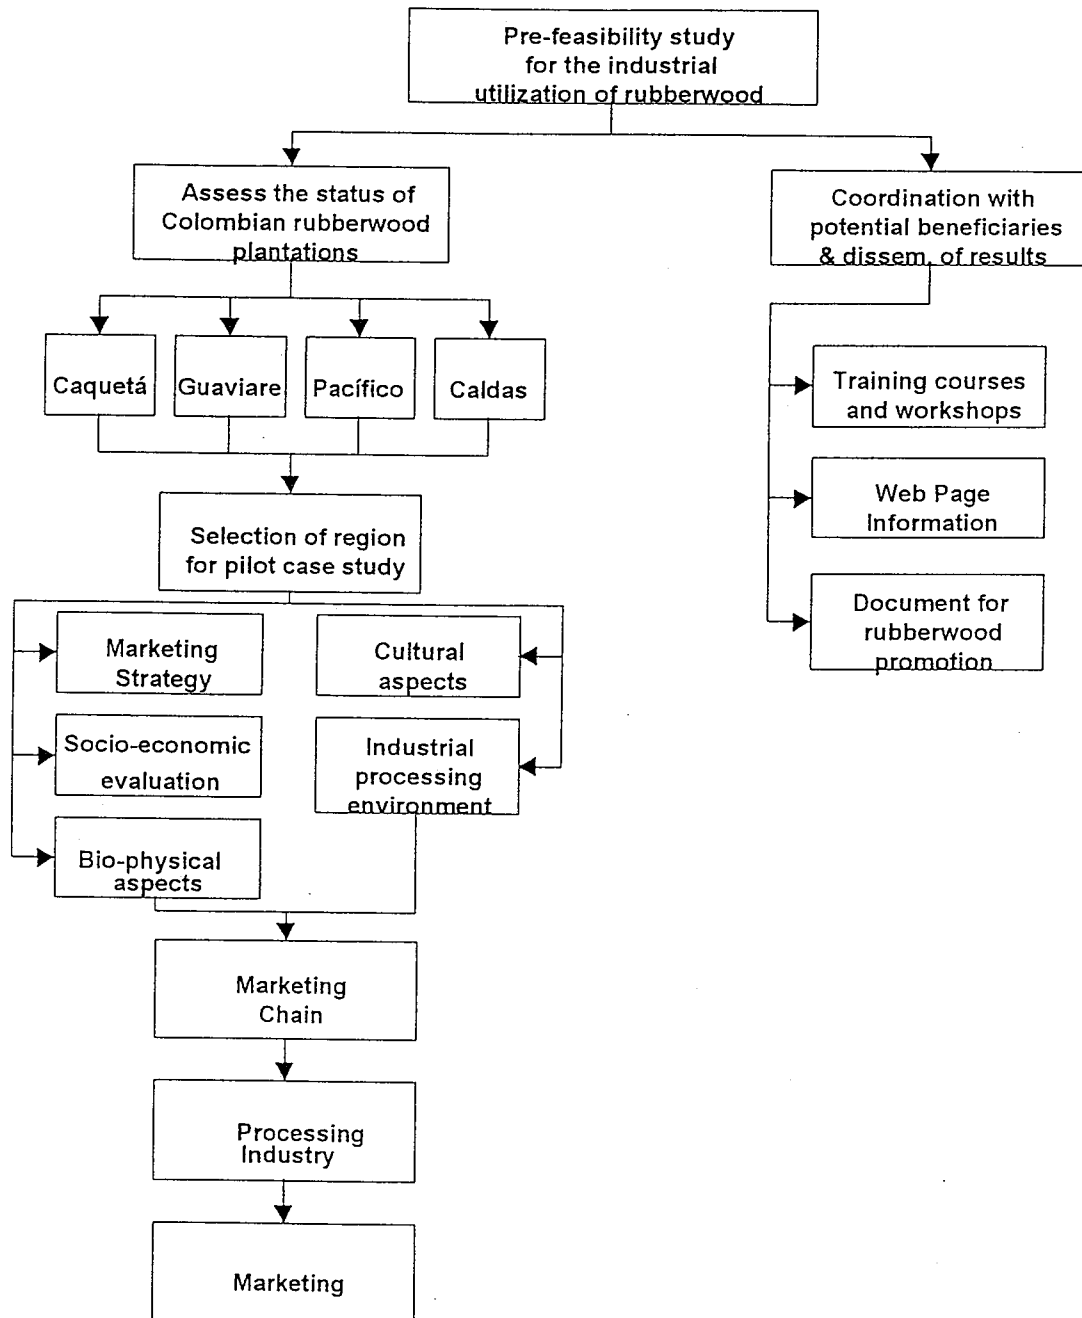 Pre-feasibility study
for the industrial
utilization of rubberwood
Assess the status of
Colombian rubberwood
plantations
Coordination with
potential beneficiaries
& dissem. of results
Caquetá
Guaviare
Pacífico
Caldas
Training courses
and workshops
Web Page
Information
Document for
rubberwood
promotion
Selection of region
for pilot case study
Marketing
Strategy
Cultural
aspects
Socio-economic
evaluation
Industrial
processing
environment
Bio-physical
aspects
Marketing
Chain
Processing
Industry
Marketing